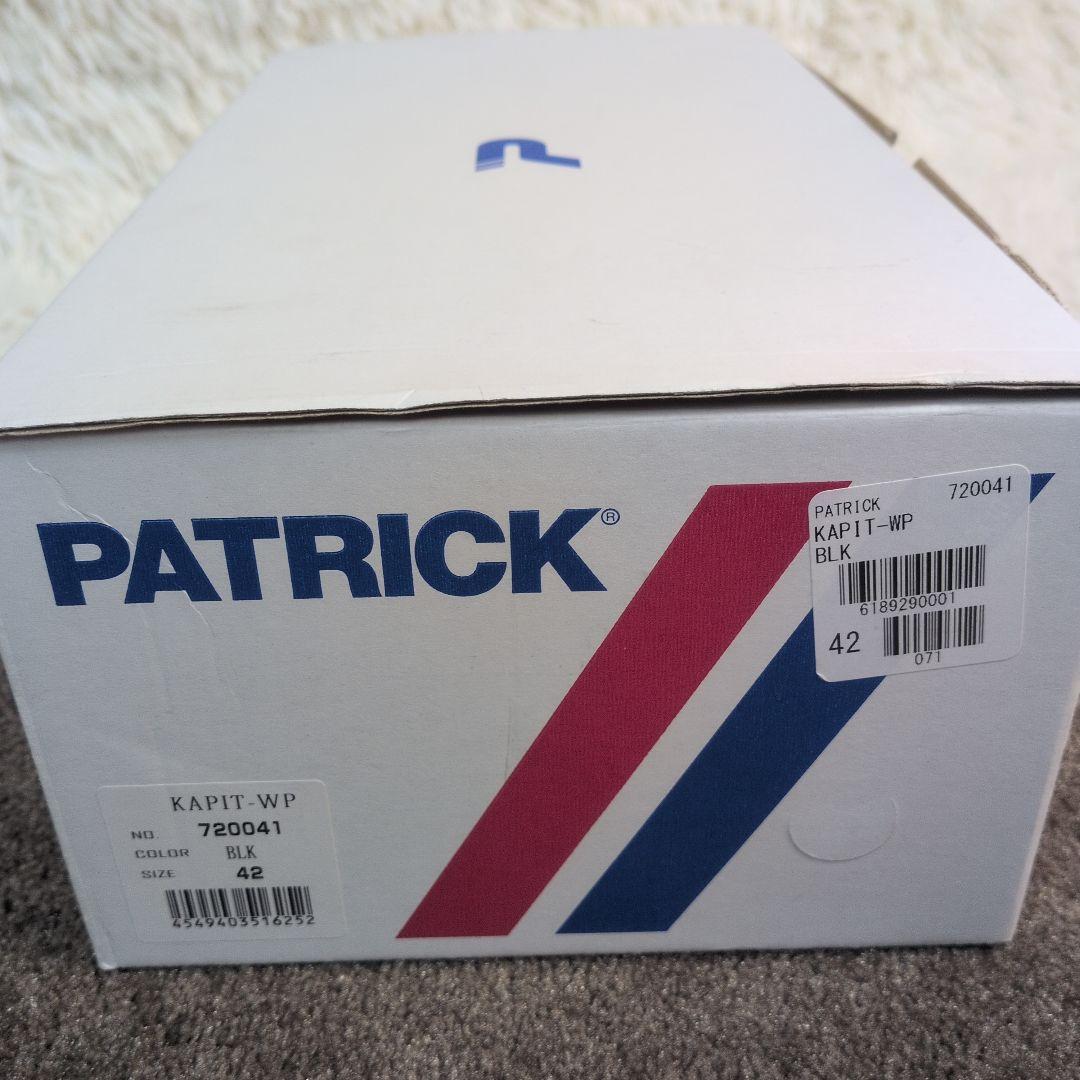 PATRICK®
PATRICK 720041
KAPIT-WP
BLK
6189290001
42
071
KAPIT-WP
NO. 720041
COLOR BLK
SIZE 42
4549403516252